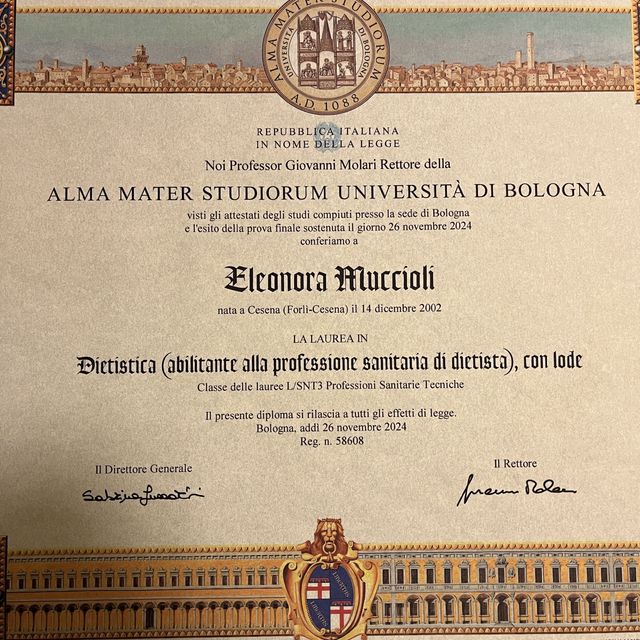 ALMA MATER STUDIORUM
UNIVERSITÀ DI BOLOGNA
A.D. 1088
REPUBBLICA ITALIANA
IN NOME DELLA LEGGE
Noi Professor Giovanni Molari Rettore della
ALMA MATER STUDIORUM UNIVERSITÀ DI BOLOGNA
visti gli attestati degli studi compiuti presso la sede di Bologna
e l'esito della prova finale sostenuta il giorno 26 novembre 2024
conferiamo a
Eleonora Muccioli
nata a Cesena (Forlì-Cesena) il 14 dicembre 2002
LA LAUREA IN
Dietistica (abilitante alla professione sanitaria di dietista), con lode
Classe delle lauree L/SNT3 Professioni Sanitarie Tecniche
Il presente diploma si rilascia a tutti gli effetti di legge.
Bologna, addì 26 novembre 2024
Reg. n. 58608
Il Direttore Generale
Il Rettore
LIBERTAS
LIBERTAS